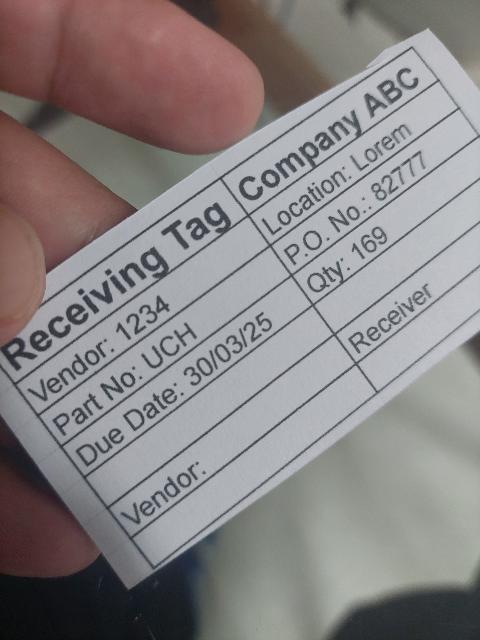 Receiving Tag Company ABC
Vendor: 1234 Location: Lorem
Part No: UCH P.O. No.: 82777
Due Date: 30/03/25 Qty: 169
Vendor: Receiver